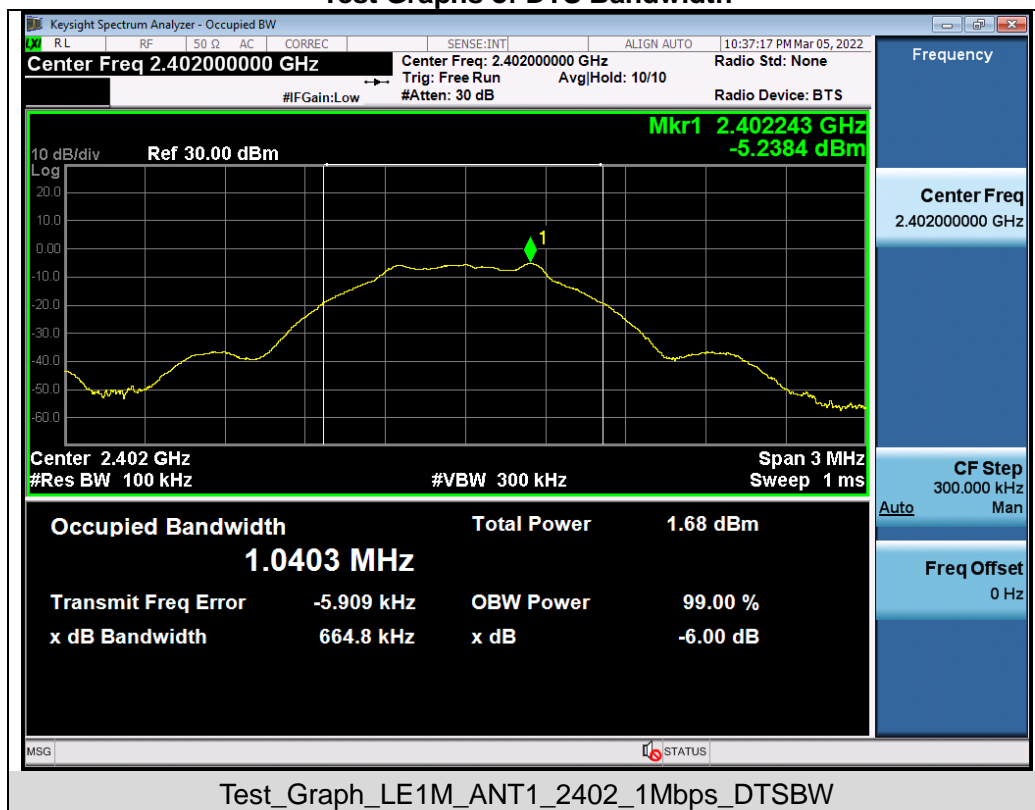 Keysight Spectrum Analyzer - Occupied BW
LXI RL RF 50 Ω AC CORREC SENSE:INT ALIGN AUTO 10:37:17 PM Mar 05, 2022
Center Freq 2.402000000 GHz
Center Freq: 2.402000000 GHz Radio Std: None
Trig: Free Run Avg|Hold: 10/10
#IFGain:Low #Atten: 30 dB Radio Device: BTS
Mkr1 2.402243 GHz
10 dB/div Ref 30.00 dBm -5.2384 dBm
Log
20.0
10.0
0.00
-10.0
-20.0
-30.0
-40.0
-50.0
-60.0
1
Center 2.402 GHz Span 3 MHz
#Res BW 100 kHz #VBW 300 kHz Sweep 1 ms
Occupied Bandwidth Total Power 1.68 dBm
1.0403 MHz
Transmit Freq Error -5.909 kHz OBW Power 99.00 %
x dB Bandwidth 664.8 kHz x dB -6.00 dB
Frequency
Center Freq
2.402000000 GHz
CF Step
300.000 kHz
Auto Man
Freq Offset
0 Hz
MSG STATUS
Test_Graph_LE1M_ANT1_2402_1Mbps_DTSBW